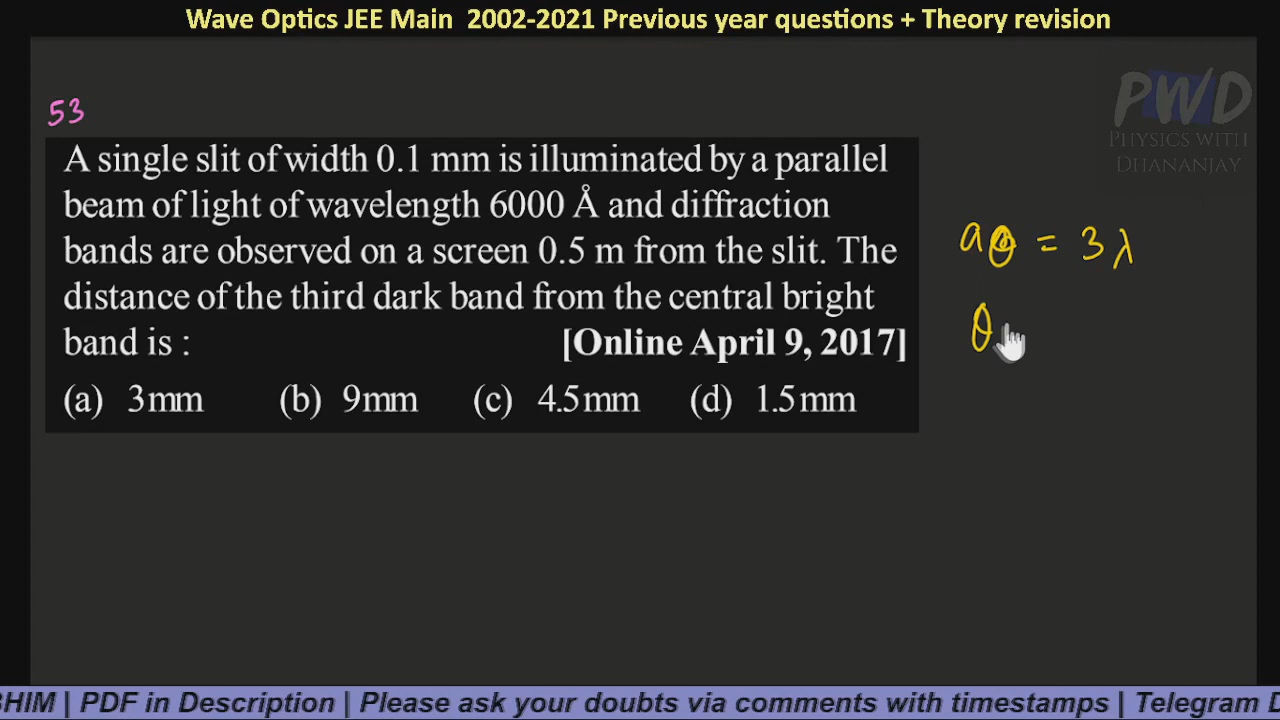 Wave Optics JEE Main 2002-2021 Previous year questions + Theory revision
PWD
PHYSICS WITH
DHANANJAY
53
A single slit of width 0.1 mm is illuminated by a parallel
beam of light of wavelength 6000 Å and diffraction
bands are observed on a screen 0.5 m from the slit. The
distance of the third dark band from the central bright
band is : [Online April 9, 2017]
(a) 3mm (b) 9mm (c) 4.5mm (d) 1.5mm
aθ = 3λ
θ
BHIM | PDF in Description | Please ask your doubts via comments with timestamps | Telegram